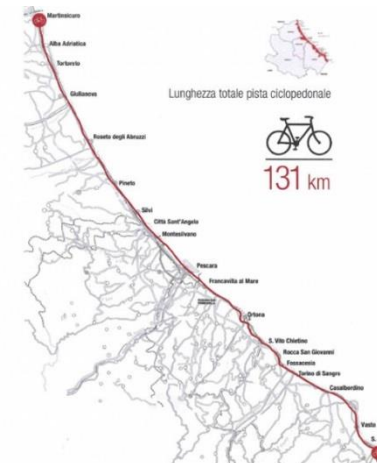 Martinsicuro
Alba Adriatica
Tortoreto
Giulianova
Lunghezza totale pista ciclopedonale
131 km
Roseto degli Abruzzi
Pineto
Silvi
Città Sant'Angelo
Montesilvano
Pescara
Francavilla al Mare
Ortona
S. Vito Chietino
Rocca San Giovanni
Fossacesia
Torino di Sangro
Casalbordino
Vasto
S.